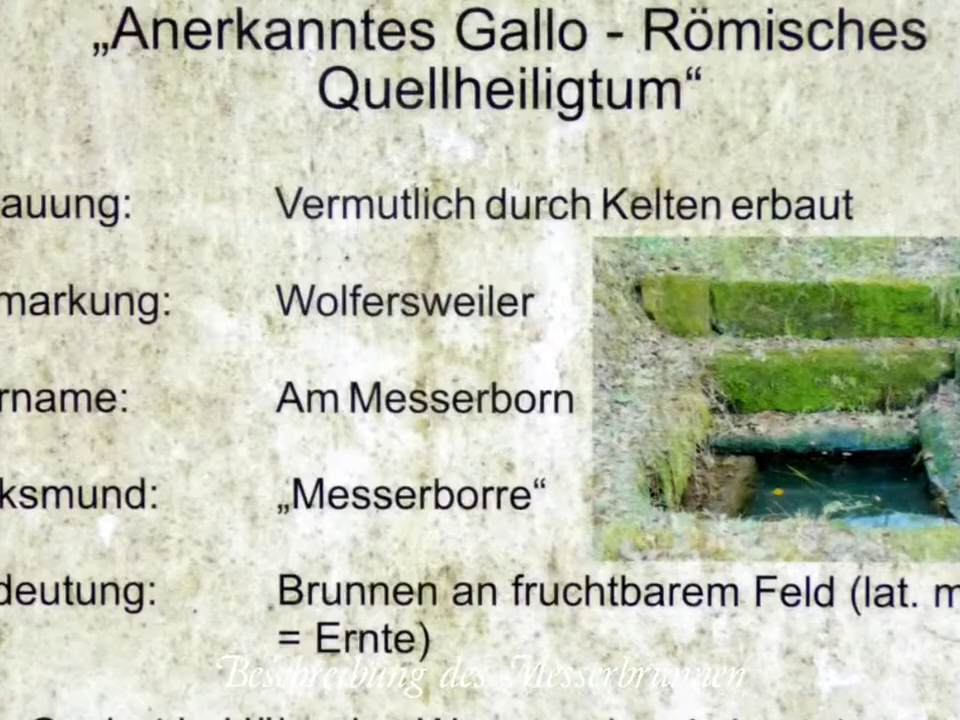 „Anerkanntes Gallo - Römisches
Quellheiligtum“
auung: Vermutlich durch Kelten erbaut
markung: Wolfersweiler
rname: Am Messerborn
ksmund: „Messerborre“
deutung: Brunnen an fruchtbarem Feld (lat. m
= Ernte)
Beschreibung des Messerbrunnen